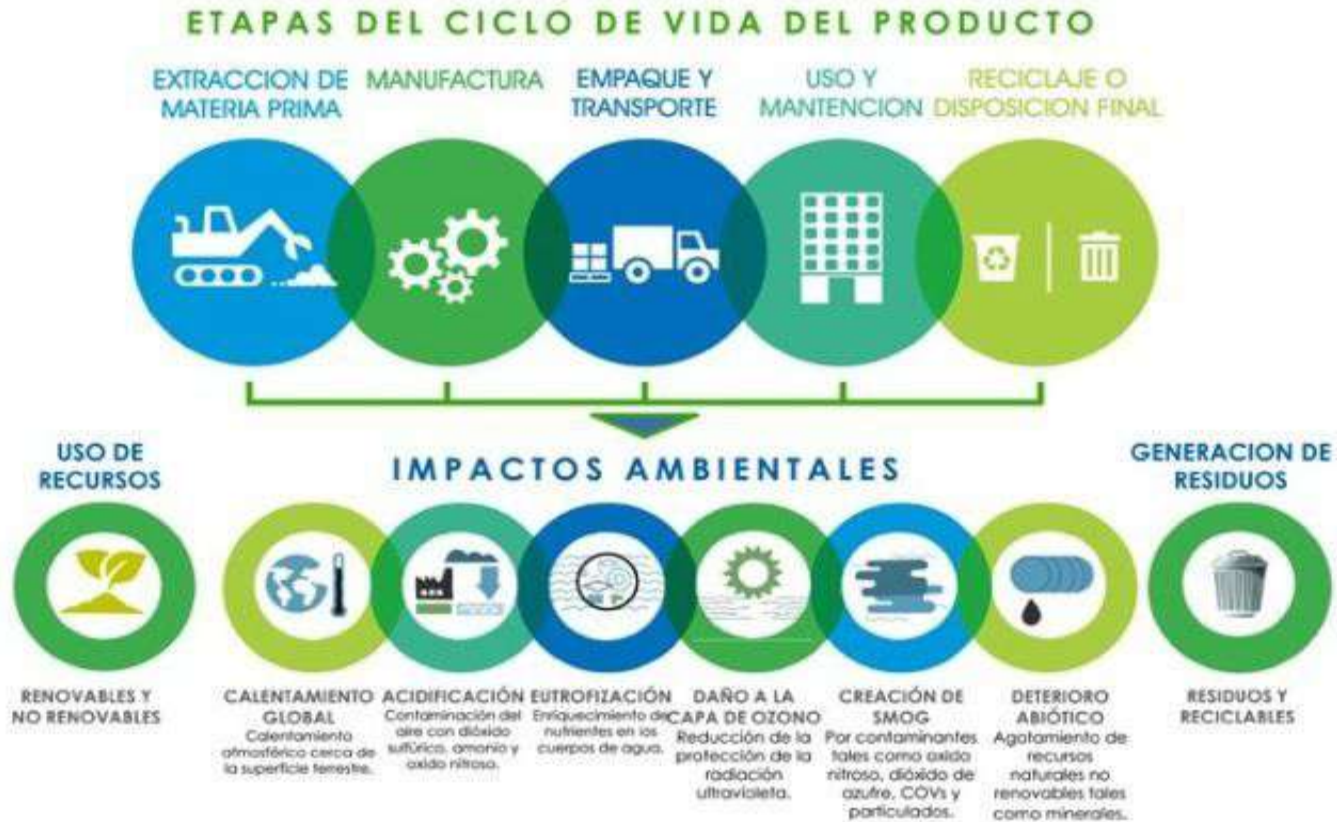 ETAPAS DEL CICLO DE VIDA DEL PRODUCTO
EXTRACCION DE
MATERIA PRIMA
MANUFACTURA
EMPAQUE Y
TRANSPORTE
USO Y
MANTENCION
RECICLAJE O
DISPOSICION FINAL
USO DE
RECURSOS
IMPACTOS AMBIENTALES
GENERACION DE
RESIDUOS
RENOVABLES Y
NO RENOVABLES
CALENTAMIENTO
GLOBAL
Calentamiento
atmosférico cerca de
la superficie terrestre.
ACIDIFICACIÓN
Contaminación del
aire con dióxido
sulfúrico, amonio y
oxido nitroso.
EUTROFIZACIÓN
Enriquecimiento de
nutrientes en los
cuerpos de agua.
DAÑO A LA
CAPA DE OZONO
Reducción de la
protección de la
radiación
ultravioleta.
CREACIÓN DE
SMOG
Por contaminantes
tales como oxido
nitroso, dióxido de
azufre, COVs y
particulados.
DETERIORO
ABIÓTICO
Agotamiento de
recursos
naturales no
renovables tales
como minerales.
RESIDUOS Y
RECICLABLES